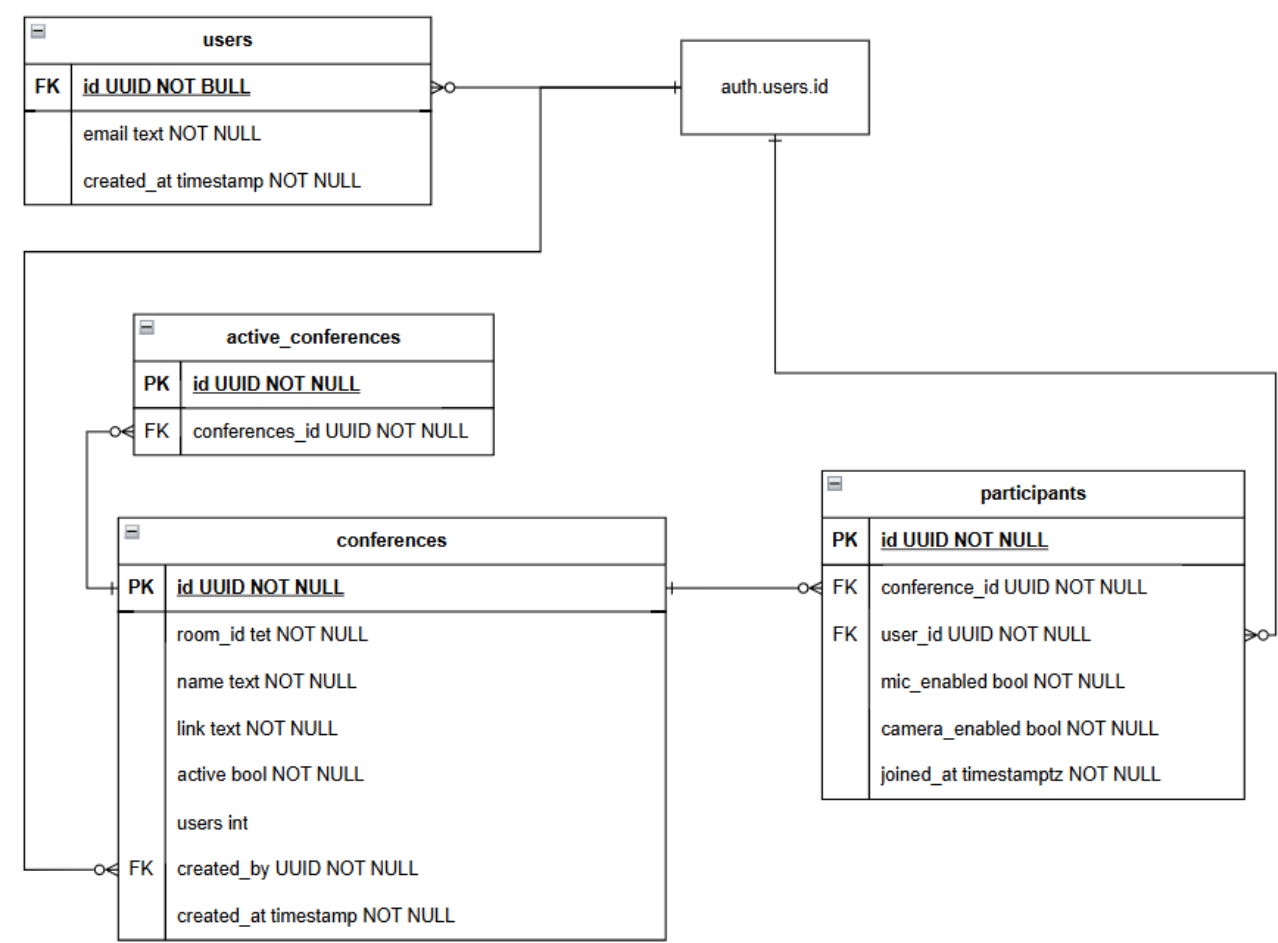 users
FK id UUID NOT BULL
email text NOT NULL
created_at timestamp NOT NULL
auth.users.id
active_conferences
PK id UUID NOT NULL
FK conferences_id UUID NOT NULL
conferences
PK id UUID NOT NULL
room_id tet NOT NULL
name text NOT NULL
link text NOT NULL
active bool NOT NULL
users int
FK created_by UUID NOT NULL
created_at timestamp NOT NULL
participants
PK id UUID NOT NULL
FK conference_id UUID NOT NULL
FK user_id UUID NOT NULL
mic_enabled bool NOT NULL
camera_enabled bool NOT NULL
joined_at timestamptz NOT NULL